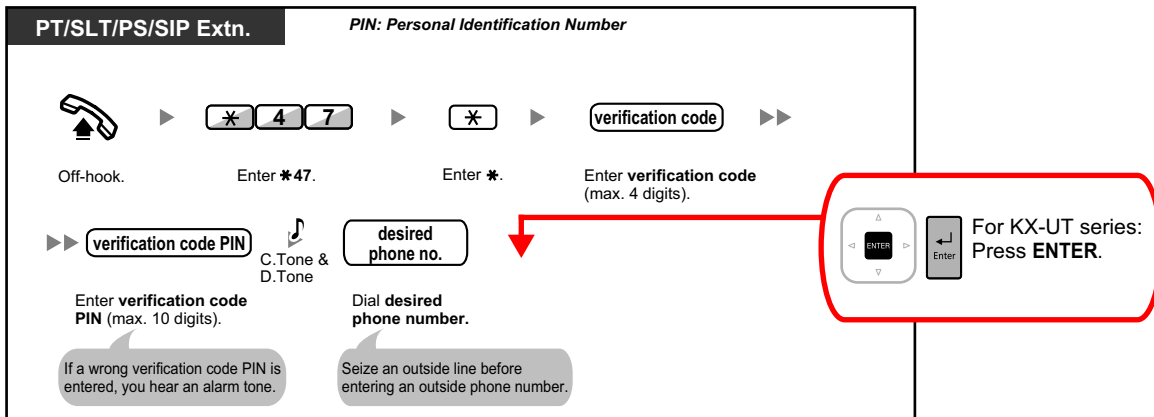 PT/SLT/PS/SIP Extn.
PIN: Personal Identification Number
* 4 7
*
verification code
Off-hook.
Enter *47.
Enter *.
Enter verification code
(max. 4 digits).
verification code PIN
C.Tone &
D.Tone
desired
phone no.
Enter verification code
PIN (max. 10 digits).
Dial desired
phone number.
If a wrong verification code PIN is
entered, you hear an alarm tone.
Seize an outside line before
entering an outside phone number.
ENTER
Enter
For KX-UT series:
Press ENTER.